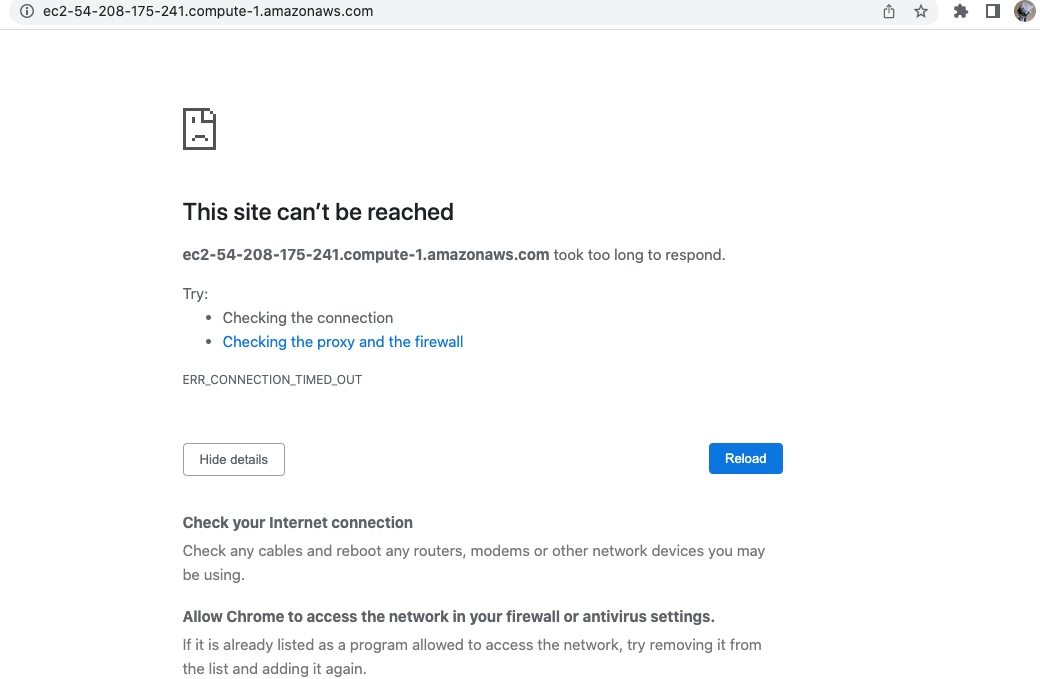 ec2-54-208-175-241.compute-1.amazonaws.com
This site can’t be reached
ec2-54-208-175-241.compute-1.amazonaws.com took too long to respond.
Try:
• Checking the connection
• Checking the proxy and the firewall
ERR_CONNECTION_TIMED_OUT
Hide details
Reload
Check your Internet connection
Check any cables and reboot any routers, modems or other network devices you may
be using.
Allow Chrome to access the network in your firewall or antivirus settings.
If it is already listed as a program allowed to access the network, try removing it from
the list and adding it again.